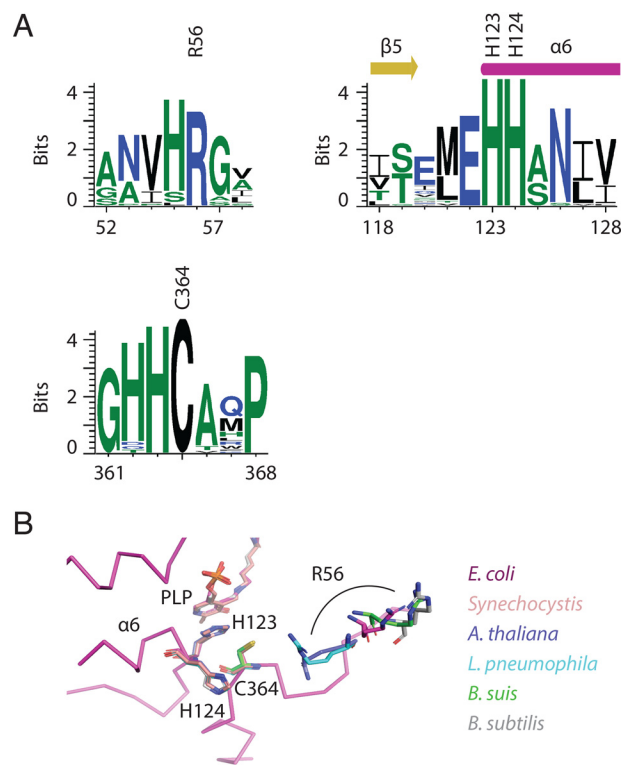 A
R56
Bits
4
2
0
A N V H R G V
G A I S A A
S L
52 57
β5
H123
H124
α6
Bits
4
2
0
I S E M E H H A N I V
V T L S L I
T
118 123 128
C364
Bits
4
2
0
G H H C A Q P
M
361 368
B
PLP
α6
H123
C364
H124
R56
E. coli
Synechocystis
A. thaliana
L. pneumophila
B. suis
B. subtilis